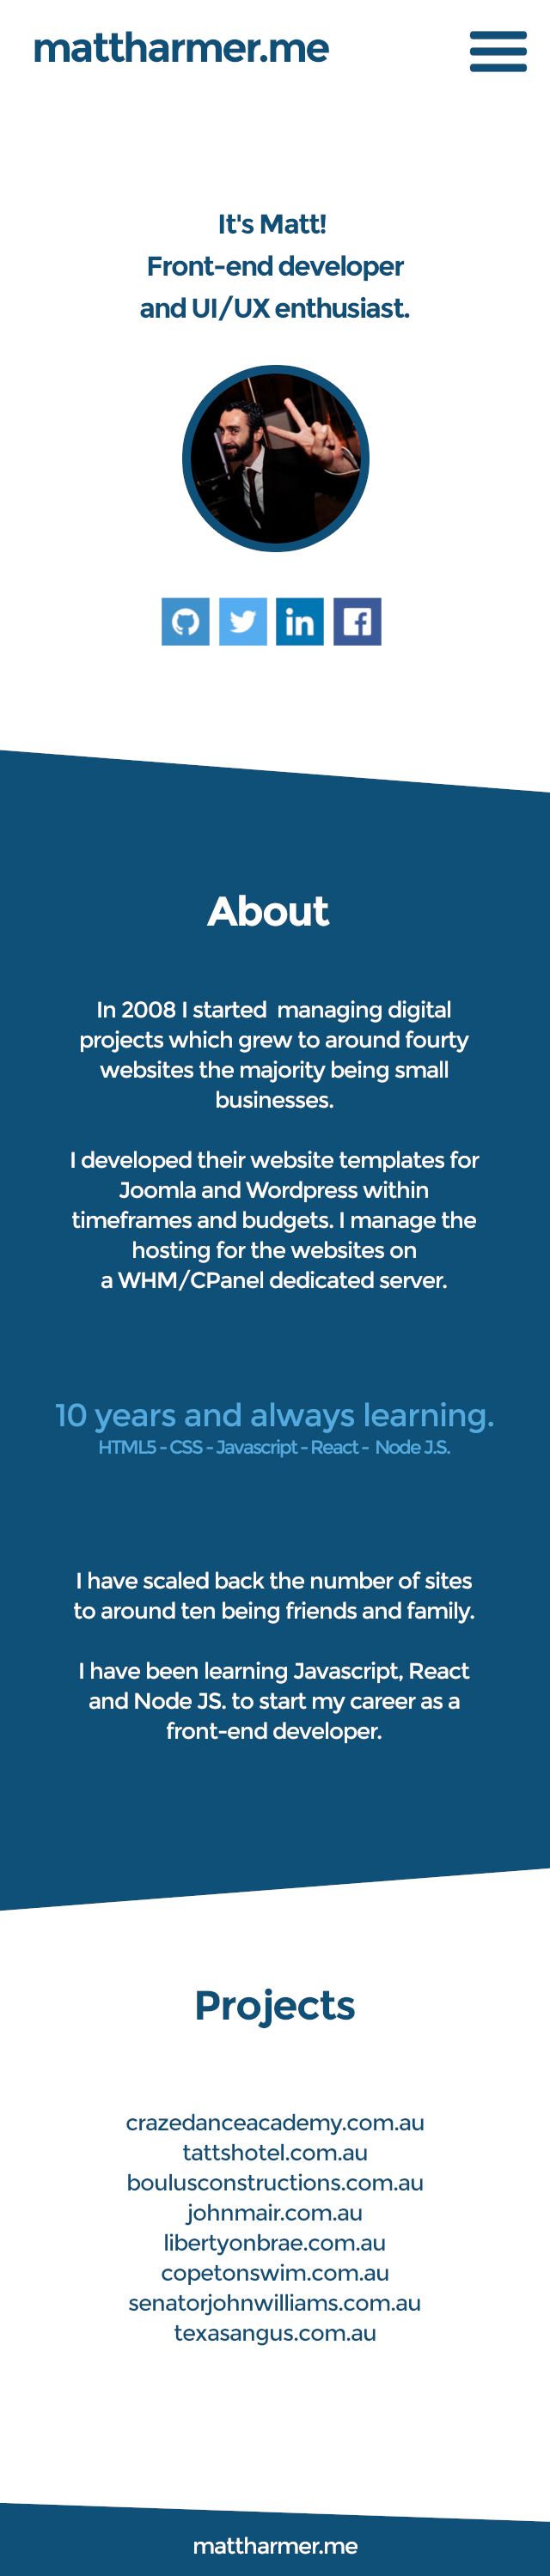 mattharmer.me
It's Matt!
Front-end developer
and UI/UX enthusiast.
in
About
In 2008 I started  managing digital
projects which grew to around fourty
websites the majority being small
businesses.
I developed their website templates for
Joomla and Wordpress within
timeframes and budgets. I manage the
hosting for the websites on
a WHM/CPanel dedicated server.
10 years and always learning.
HTML5 - CSS - Javascript - React -  Node J.S.
I have scaled back the number of sites
to around ten being friends and family.
I have been learning Javascript, React
and Node JS. to start my career as a
front-end developer.
Projects
crazedanceacademy.com.au
tattshotel.com.au
boulusconstructions.com.au
johnmair.com.au
libertyonbrae.com.au
copetonswim.com.au
senatorjohnwilliams.com.au
texasangus.com.au
mattharmer.me